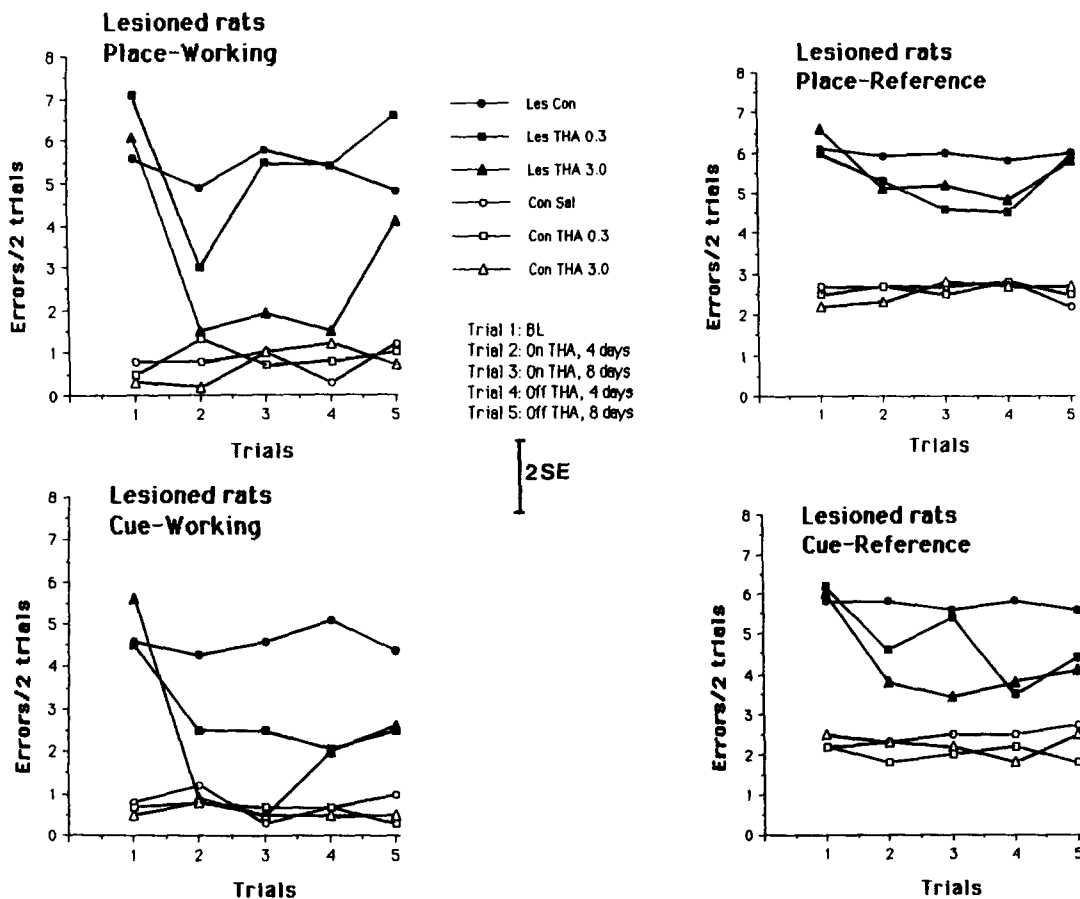 Lesioned rats
Place-Working
8
7
6
5
4
3
2
1
0
Errors/2 trials
1 2 3 4 5
Trials
Les Con
Les THA 0.3
Les THA 3.0
Con Sal
Con THA 0.3
Con THA 3.0
Trial 1: BL
Trial 2: On THA, 4 days
Trial 3: On THA, 8 days
Trial 4: Off THA, 4 days
Trial 5: Off THA, 8 days
2SE
Lesioned rats
Place-Reference
8
7
6
5
4
3
2
1
0
Errors/2 trials
1 2 3 4 5
Trials
Lesioned rats
Cue-Working
8
7
6
5
4
3
2
1
0
Errors/2 trials
1 2 3 4 5
Trials
Lesioned rats
Cue-Reference
8
7
6
5
4
3
2
1
0
Errors/2 trials
1 2 3 4 5
Trials